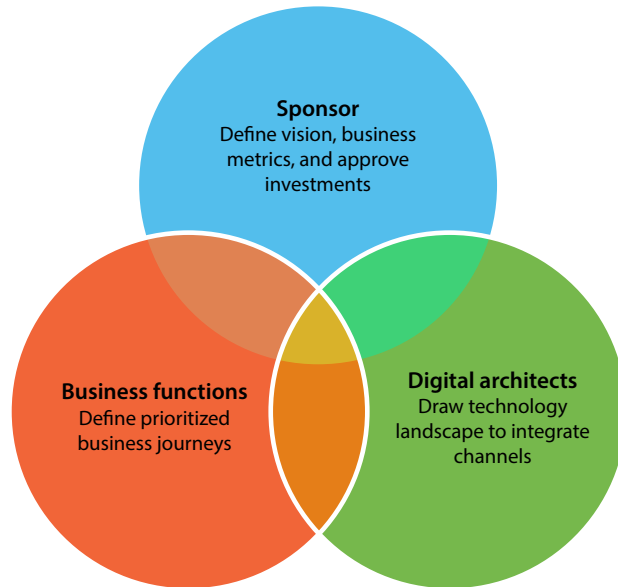 Sponsor
Define vision, business
metrics, and approve
investments
Business functions
Define prioritized
business journeys
Digital architects
Draw technology
landscape to integrate
channels